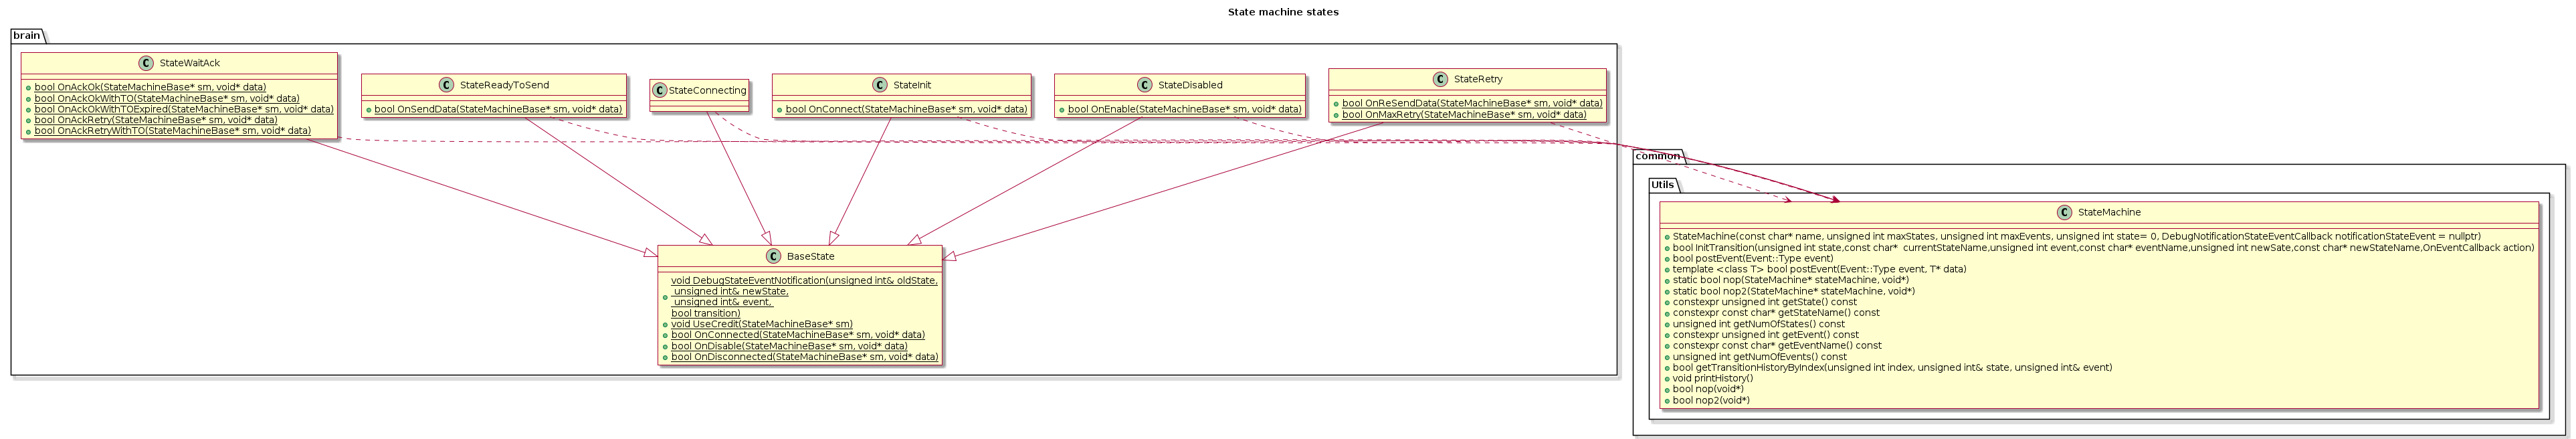 State machine states
brain
StateWaitAck
bool OnAckOk(StateMachineBase* sm, void* data)
bool OnAckOkWithTO(StateMachineBase* sm, void* data)
bool OnAckOkWithTOExpired(StateMachineBase* sm, void* data)
bool OnAckRetry(StateMachineBase* sm, void* data)
bool OnAckRetryWithTO(StateMachineBase* sm, void* data)
StateReadyToSend
bool OnSendData(StateMachineBase* sm, void* data)
StateConnecting
StateInit
bool OnConnect(StateMachineBase* sm, void* data)
StateDisabled
bool OnEnable(StateMachineBase* sm, void* data)
StateRetry
bool OnReSendData(StateMachineBase* sm, void* data)
bool OnMaxRetry(StateMachineBase* sm, void* data)
BaseState
void DebugStateEventNotification(unsigned int& oldState,
unsigned int& newState,
unsigned int& event,
bool transition)
void UseCredit(StateMachineBase* sm)
bool OnConnected(StateMachineBase* sm, void* data)
bool OnDisable(StateMachineBase* sm, void* data)
bool OnDisconnected(StateMachineBase* sm, void* data)
common
Utils
StateMachine
StateMachine(const char* name, unsigned int maxStates, unsigned int maxEvents, unsigned int state= 0, DebugNotificationStateEventCallback notificationStateEvent = nullptr)
bool InitTransition(unsigned int state,const char*  currentStateName,unsigned int event,const char* eventName,unsigned int newSate,const char* newStateName,OnEventCallback action)
bool postEvent(Event::Type event)
template <class T> bool postEvent(Event::Type event, T* data)
static bool nop(StateMachine* stateMachine, void*)
static bool nop2(StateMachine* stateMachine, void*)
constexpr unsigned int getState() const
constexpr const char* getStateName() const
unsigned int getNumOfStates() const
constexpr unsigned int getEvent() const
constexpr const char* getEventName() const
unsigned int getNumOfEvents() const
bool getTransitionHistoryByIndex(unsigned int index, unsigned int& state, unsigned int& event)
void printHistory()
bool nop(void*)
bool nop2(void*)